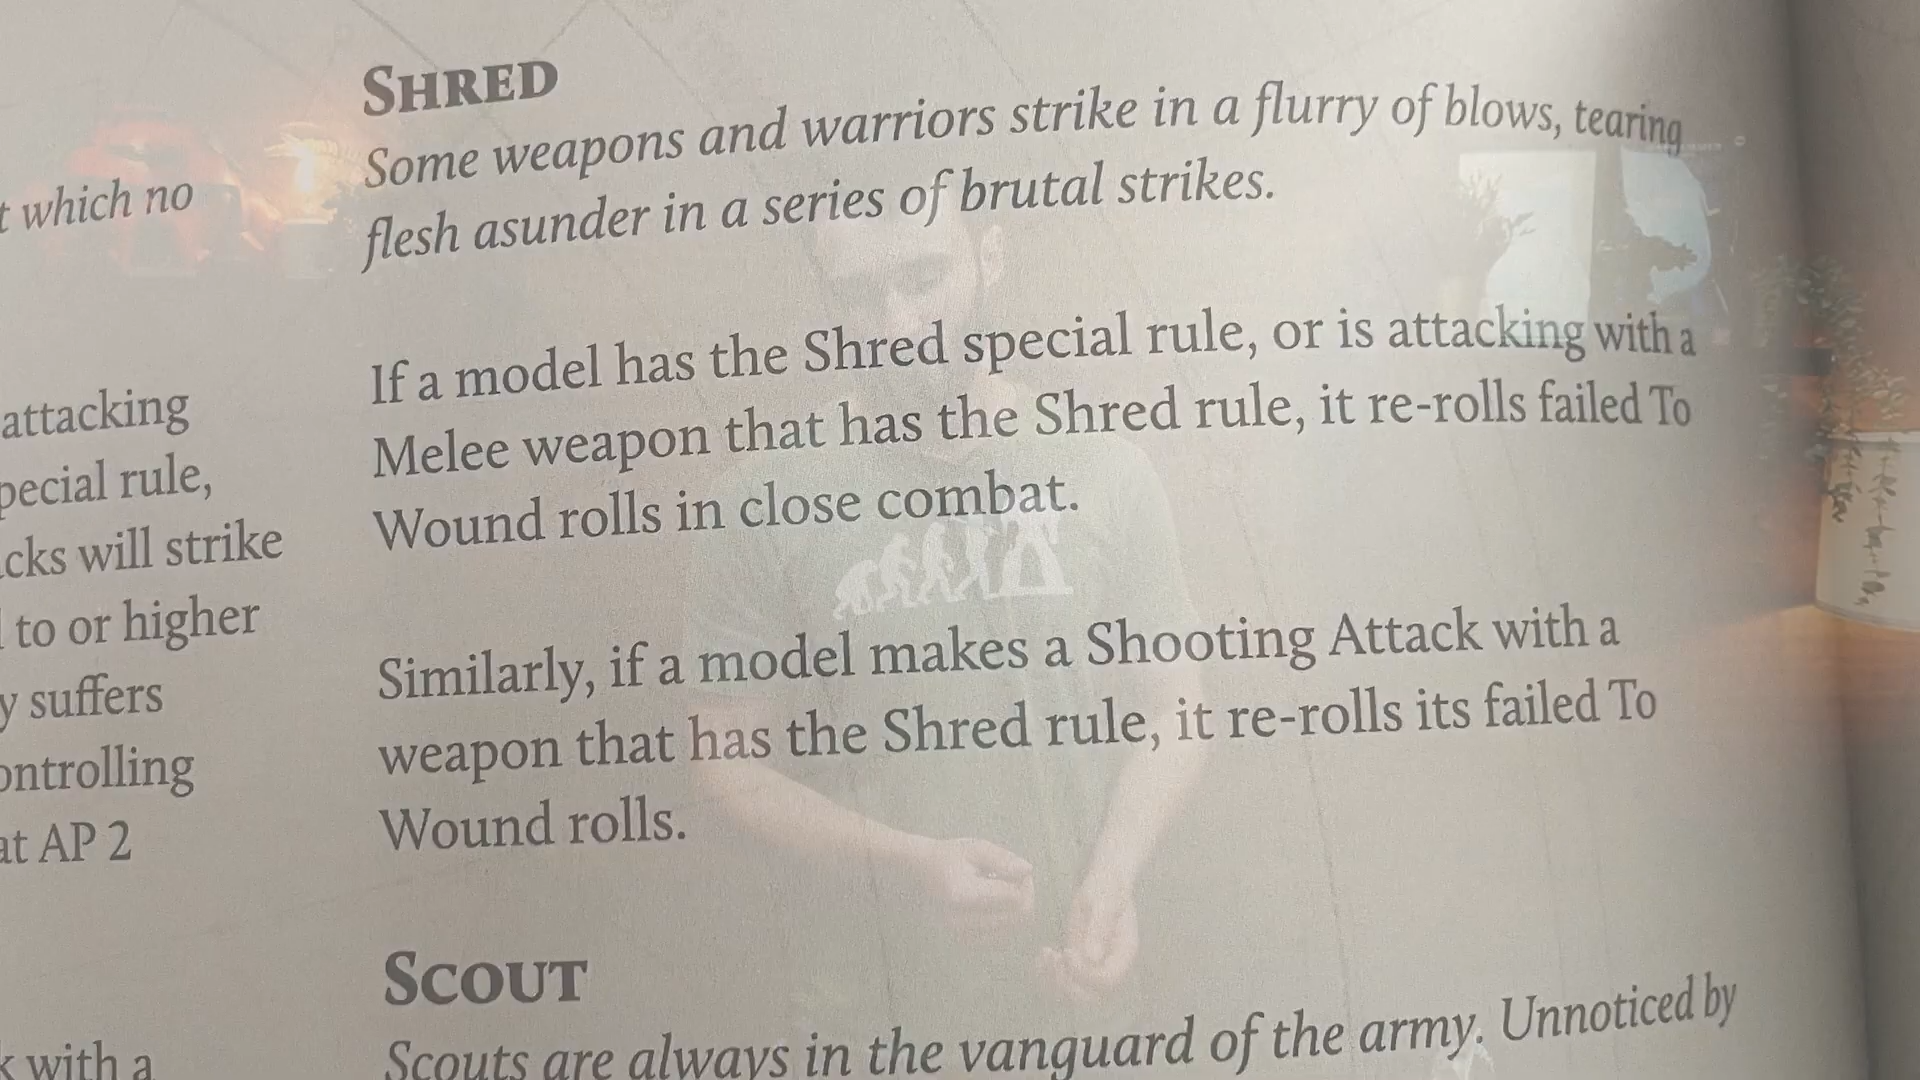 t which no
attacking
pecial rule,
cks will strike
to or higher
y suffers
ontrolling
at AP 2
k with a
SHRED
Some weapons and warriors strike in a flurry of blows, tearing
flesh asunder in a series of brutal strikes.
If a model has the Shred special rule, or is attacking with a
Melee weapon that has the Shred rule, it re-rolls failed To
Wound rolls in close combat.
Similarly, if a model makes a Shooting Attack with a
weapon that has the Shred rule, it re-rolls its failed To
Wound rolls.
SCOUT
Scouts are always in the vanguard of the army. Unnoticed by